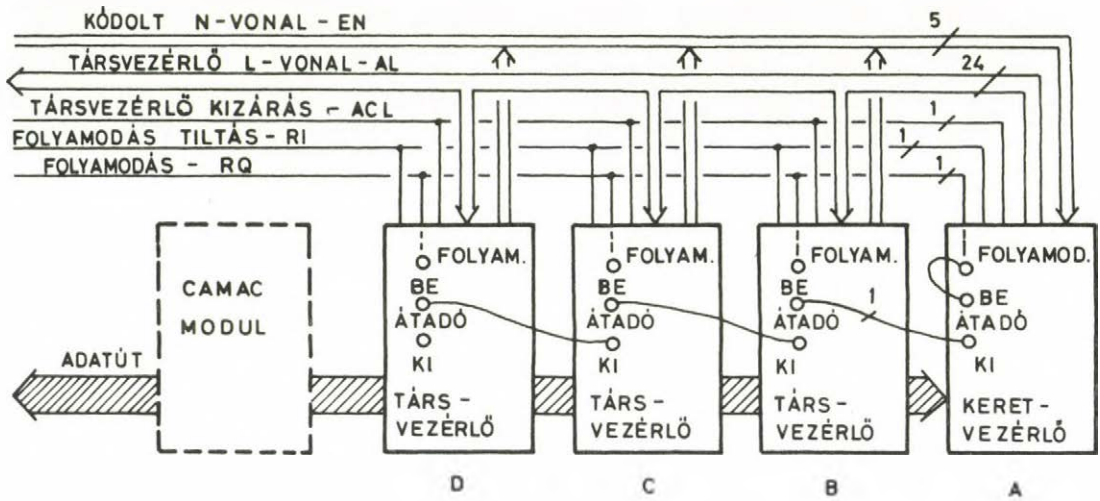 KÓDOLT N-VONAL-EN
5
TÁRSVEZÉRLŐ L-VONAL-AL
24
TÁRSVEZÉRLŐ KIZÁRÁS - ACL
1
FOLYAMODÁS TILTÁS-RI
1
FOLYAMODÁS - RQ
1
CAMAC
MODUL
ADATÚT
FOLYAM.
BE
ÁTADÓ
KI
TÁRS-
VEZÉRLŐ
D
FOLYAM.
BE
ÁTADÓ
KI
TÁRS-
VEZÉRLŐ
C
FOLYAM.
BE
1
ÁTADÓ
KI
TÁRS-
VEZÉRLŐ
B
FOLYAMOD.
BE
ÁTADÓ
KI
KERET-
VEZÉRLŐ
A